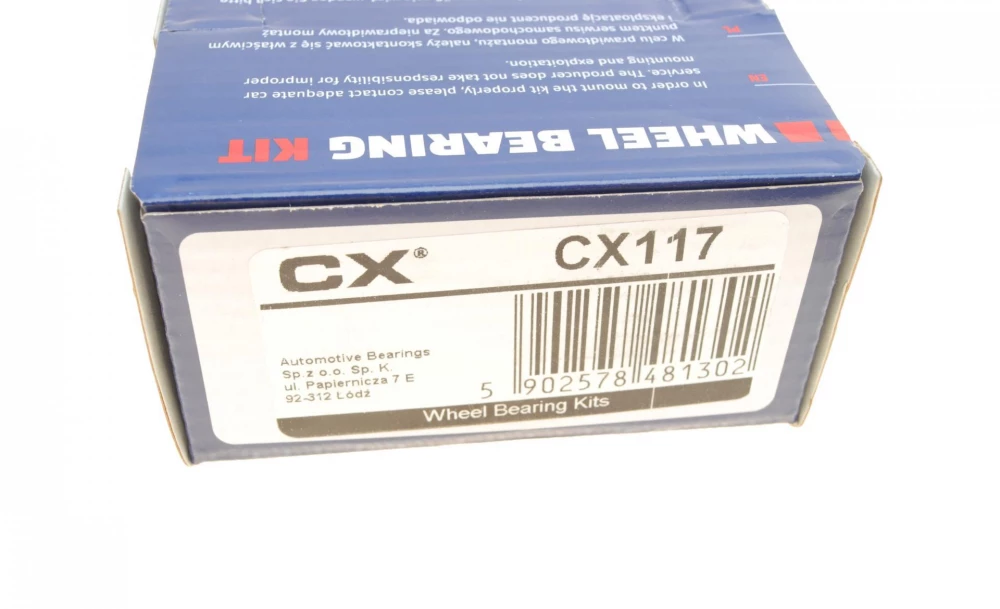 WHEEL BEARING KIT
EN
In order to mount the kit properly, please contact adequate car
service. The producer does not take responsibility for improper
mounting and exploitation.
PL
W celu prawidłowego montażu, należy skontaktować się z właściwym
punktem serwisu samochodowego. Za nieprawidłowy montaż
i eksploatację producent nie odpowiada.
CX®
CX117
Automotive Bearings
Sp.z o.o. Sp. K.
ul. Papiernicza 7 E
92-312 Łódź
5 902578 481302
Wheel Bearing Kits